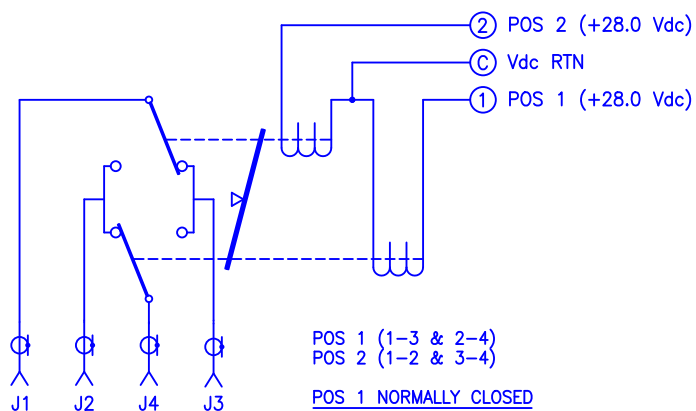 2 POS 2 (+28.0 Vdc)
C Vdc RTN
1 POS 1 (+28.0 Vdc)
J1 J2 J4 J3
POS 1 (1-3 & 2-4)
POS 2 (1-2 & 3-4)
POS 1 NORMALLY CLOSED